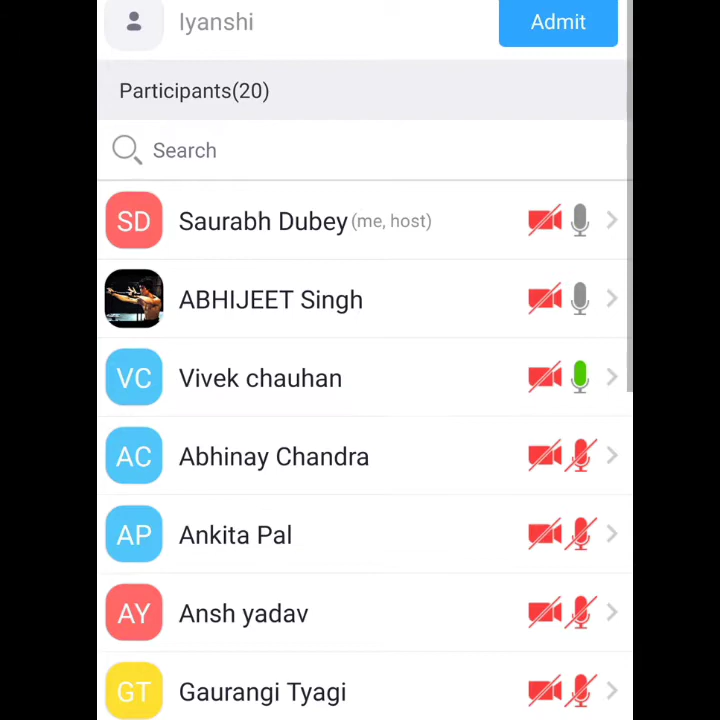 Iyanshi
Admit
Participants(20)
Search
SD Saurabh Dubey (me, host)
ABHIJEET Singh
VC Vivek chauhan
AC Abhinay Chandra
AP Ankita Pal
AY Ansh yadav
GT Gaurangi Tyagi